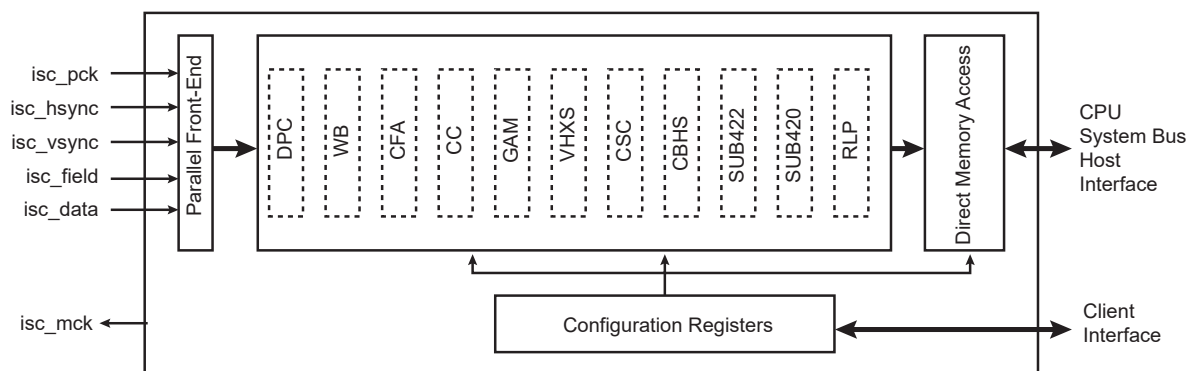 isc_pck
isc_hsync
isc_vsync
isc_field
isc_data
isc_mck
Parallel Front-End
DPC
WB
CFA
CC
GAM
VHXS
CSC
CBHS
SUB422
SUB420
RLP
Direct Memory Access
CPU
System Bus
Host
Interface
Configuration Registers
Client
Interface